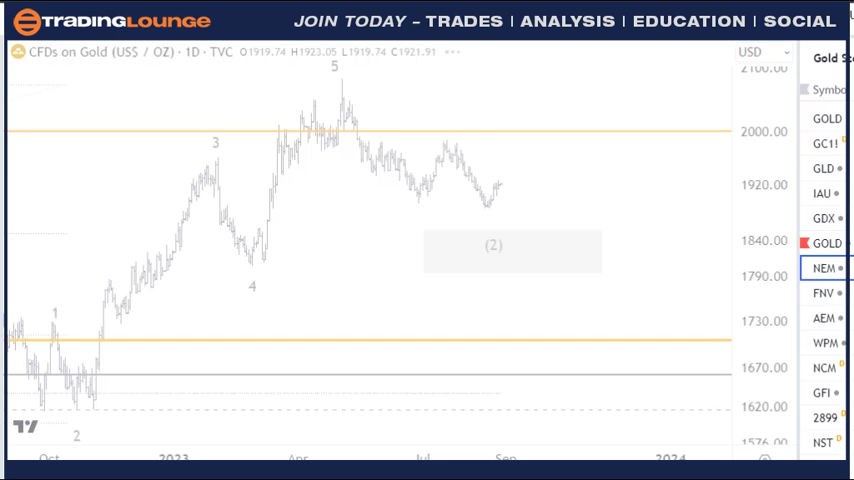 TRADINGLOUNGE
JOIN TODAY - TRADES | ANALYSIS | EDUCATION | SOCIAL
CFDs on Gold (US$ / OZ) · 1D · TVC O1919.74 H1923.05 L1919.74 C1921.91
USD
Gold
Symbo
2100.00
2000.00
1920.00
1840.00
1790.00
1730.00
1670.00
1620.00
1576.00
5
3
4
1
2
(2)
GOLD
GC1! D
GLD
IAU
GDX
GOLD
NEM
FNV
AEM
WPM
NCM D
GFI
2899 D
NST D
Oct
2023
Apr
Jul
Sep
2024